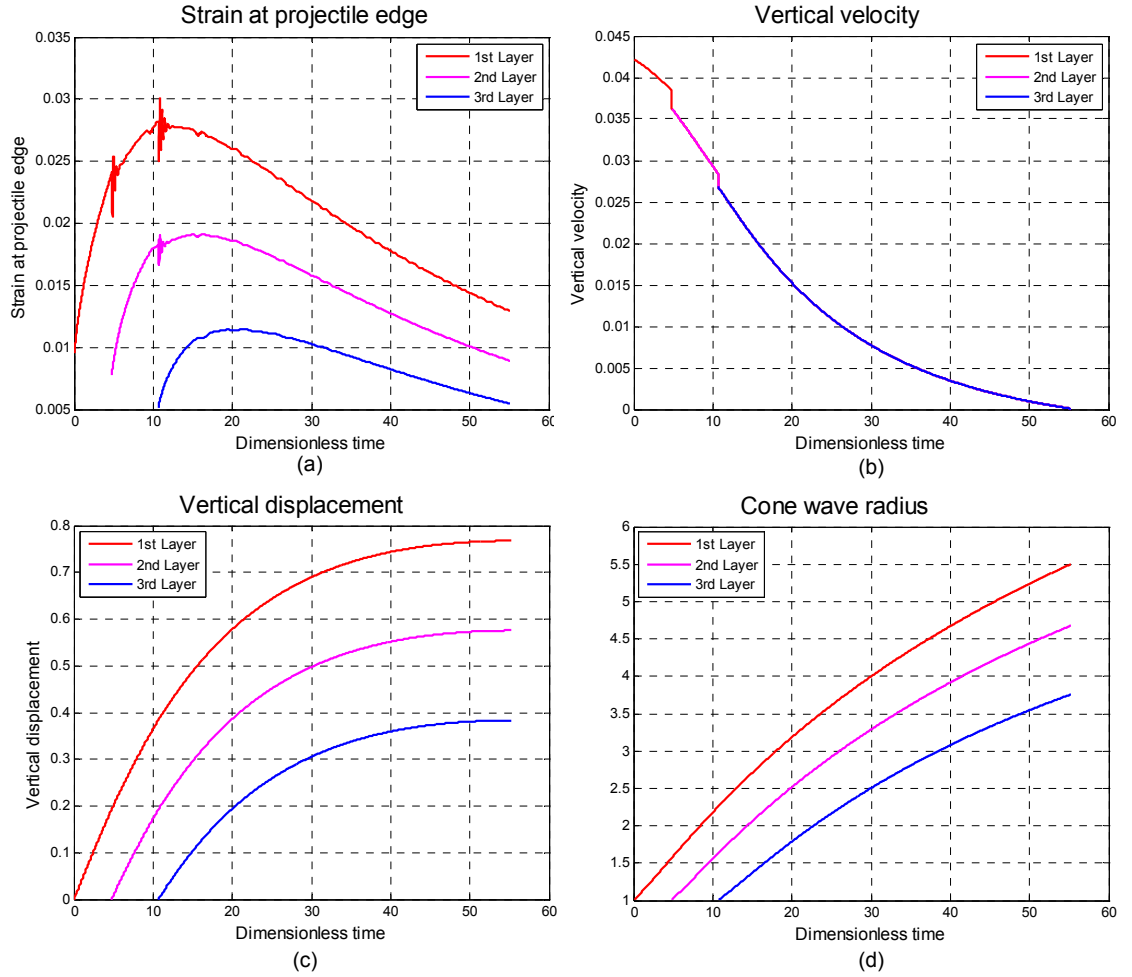 Strain at projectile edge
0.035
0.03
0.025
0.02
0.015
0.01
0.005
0 10 20 30 40 50 60
Strain at projectile edge
Dimensionless time
1st Layer
2nd Layer
3rd Layer
(a)
Vertical velocity
0.045
0.04
0.035
0.03
0.025
0.02
0.015
0.01
0.005
0
0 10 20 30 40 50 60
Vertical velocity
Dimensionless time
1st Layer
2nd Layer
3rd Layer
(b)
Vertical displacement
0.8
0.7
0.6
0.5
0.4
0.3
0.2
0.1
0
0 10 20 30 40 50 60
Vertical displacement
Dimensionless time
1st Layer
2nd Layer
3rd Layer
(c)
Cone wave radius
6
5.5
5
4.5
4
3.5
3
2.5
2
1.5
1
0 10 20 30 40 50 60
Dimensionless time
1st Layer
2nd Layer
3rd Layer
(d)